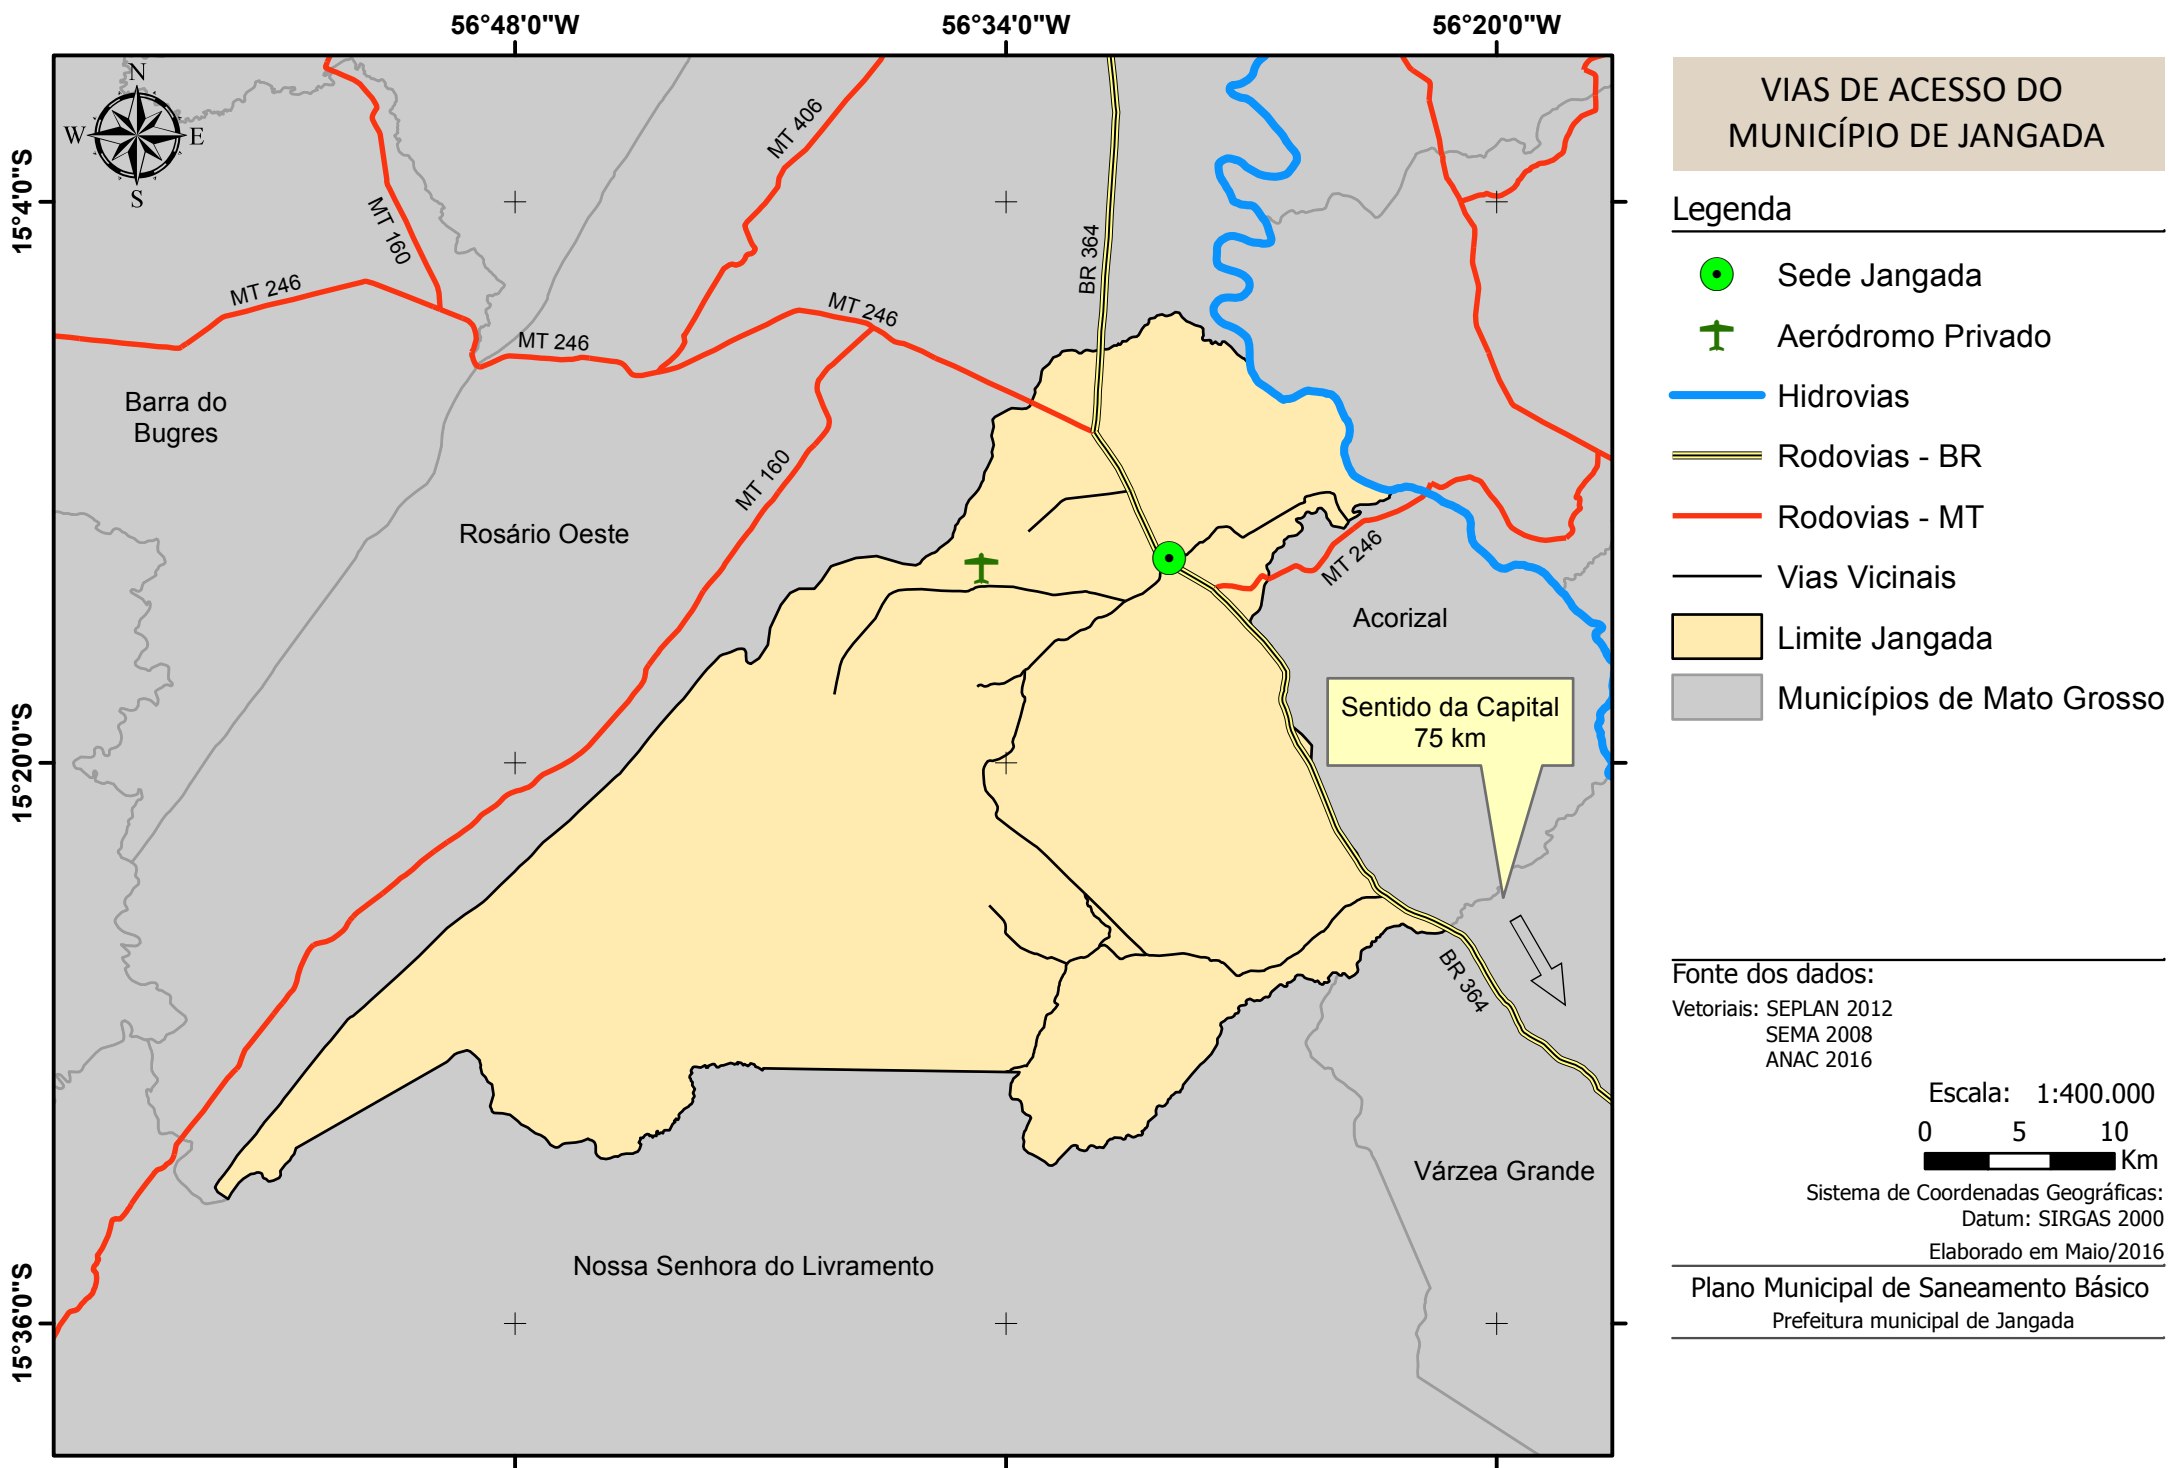 56°48'0"W
56°34'0"W
56°20'0"W
15°4'0"S
15°20'0"S
15°36'0"S
N
W
E
S
MT 406
MT 160
BR 364
MT 246
MT 246
MT 246
Barra do
Bugres
MT 160
Rosário Oeste
MT 246
Acorizal
Sentido da Capital
75 km
BR 364
Várzea Grande
Nossa Senhora do Livramento
VIAS DE ACESSO DO
MUNICÍPIO DE JANGADA
Legenda
Sede Jangada
Aeródromo Privado
Hidrovias
Rodovias - BR
Rodovias - MT
Vias Vicinais
Limite Jangada
Municípios de Mato Grosso
Fonte dos dados:
Vetoriais: SEPLAN 2012
SEMA 2008
ANAC 2016
Escala: 1:400.000
0 5 10
Km
Sistema de Coordenadas Geográficas:
Datum: SIRGAS 2000
Elaborado em Maio/2016
Plano Municipal de Saneamento Básico
Prefeitura municipal de Jangada